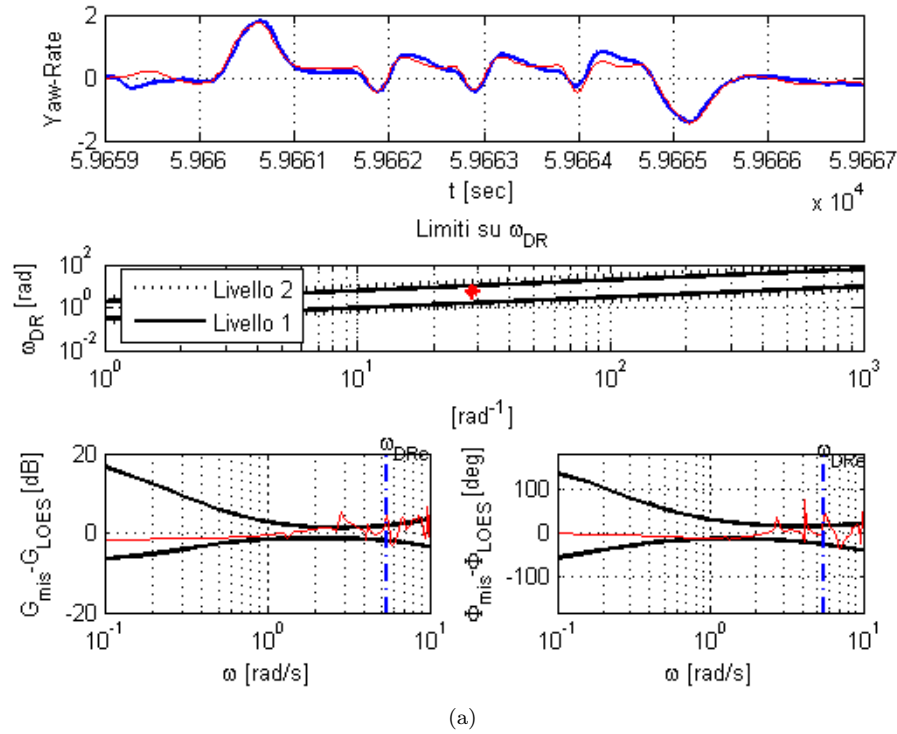 Yaw-Rate
2
0
-2
5.9659 5.966 5.9661 5.9662 5.9663 5.9664 5.9665 5.9666 5.9667
t [sec]
x 10^4
Limiti su ω_DR
ω_DR [rad]
10^2
10^0
10^-2
Livello 2
Livello 1
10^0 10^1 10^2 10^3
[rad^-1]
G_mis-G_LOES [dB]
20
0
-20
ω_DRe
10^-1 10^0 10^1
ω [rad/s]
Φ_mis-Φ_LOES [deg]
100
0
-100
ω_DRe
10^-1 10^0 10^1
ω [rad/s]
(a)